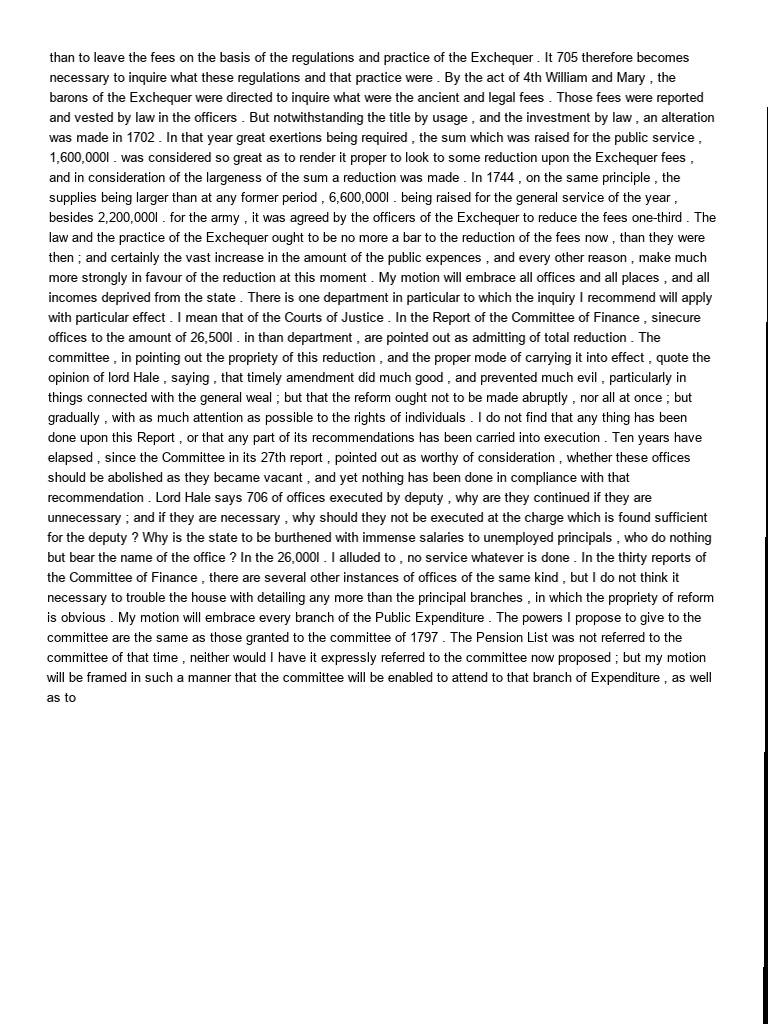 than to leave the fees on the basis of the regulations and practice of the Exchequer . It 705 therefore becomes
necessary to inquire what these regulations and that practice were . By the act of 4th William and Mary , the
barons of the Exchequer were directed to inquire what were the ancient and legal fees . Those fees were reported
and vested by law in the officers . But notwithstanding the title by usage , and the investment by law , an alteration
was made in 1702 . In that year great exertions being required , the sum which was raised for the public service ,
1,600,000l . was considered so great as to render it proper to look to some reduction upon the Exchequer fees ,
and in consideration of the largeness of the sum a reduction was made . In 1744 , on the same principle , the
supplies being larger than at any former period , 6,600,000l . being raised for the general service of the year ,
besides 2,200,000l . for the army , it was agreed by the officers of the Exchequer to reduce the fees one-third . The
law and the practice of the Exchequer ought to be no more a bar to the reduction of the fees now , than they were
then ; and certainly the vast increase in the amount of the public expences , and every other reason , make much
more strongly in favour of the reduction at this moment . My motion will embrace all offices and all places , and all
incomes deprived from the state . There is one department in particular to which the inquiry I recommend will apply
with particular effect . I mean that of the Courts of Justice . In the Report of the Committee of Finance , sinecure
offices to the amount of 26,500l . in than department , are pointed out as admitting of total reduction . The
committee , in pointing out the propriety of this reduction , and the proper mode of carrying it into effect , quote the
opinion of lord Hale , saying , that timely amendment did much good , and prevented much evil , particularly in
things connected with the general weal ; but that the reform ought not to be made abruptly , nor all at once ; but
gradually , with as much attention as possible to the rights of individuals . I do not find that any thing has been
done upon this Report , or that any part of its recommendations has been carried into execution . Ten years have
elapsed , since the Committee in its 27th report , pointed out as worthy of consideration , whether these offices
should be abolished as they became vacant , and yet nothing has been done in compliance with that
recommendation . Lord Hale says 706 of offices executed by deputy , why are they continued if they are
unnecessary ; and if they are necessary , why should they not be executed at the charge which is found sufficient
for the deputy ? Why is the state to be burthened with immense salaries to unemployed principals , who do nothing
but bear the name of the office ? In the 26,000l . I alluded to , no service whatever is done . In the thirty reports of
the Committee of Finance , there are several other instances of offices of the same kind , but I do not think it
necessary to trouble the house with detailing any more than the principal branches , in which the propriety of reform
is obvious . My motion will embrace every branch of the Public Expenditure . The powers I propose to give to the
committee are the same as those granted to the committee of 1797 . The Pension List was not referred to the
committee of that time , neither would I have it expressly referred to the committee now proposed ; but my motion
will be framed in such a manner that the committee will be enabled to attend to that branch of Expenditure , as well
as to